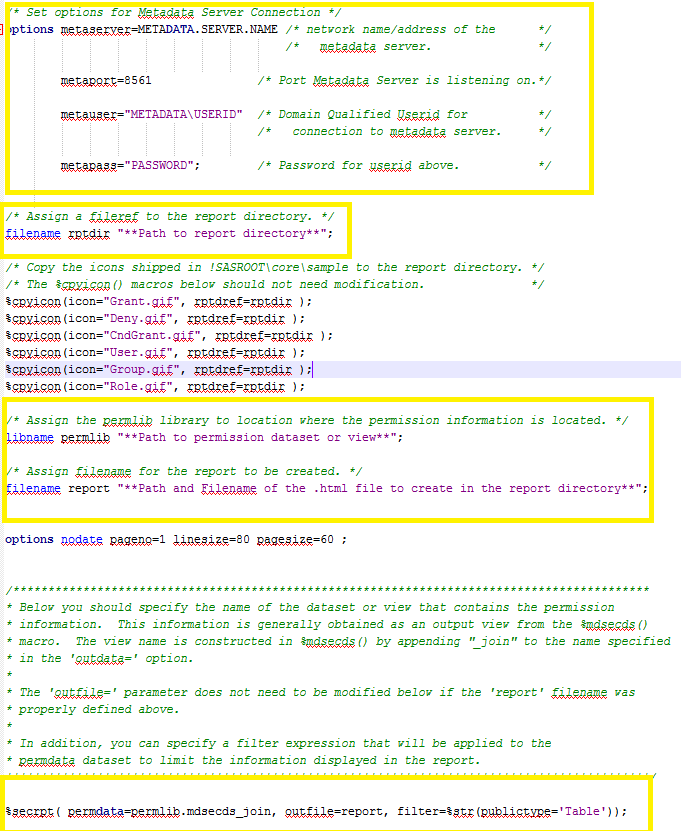 /* Set options for Metadata Server Connection */
options metaserver=METADATA.SERVER.NAME /* network name/address of the */
/* metadata server. */
metaport=8561 /* Port Metadata Server is listening on.*/
metauser="METADATA\USERID" /* Domain Qualified Userid for */
/* connection to metadata server. */
metapass="PASSWORD"; /* Password for userid above. */
/* Assign a fileref to the report directory. */
filename rptdir "**Path to report directory**";
/* Copy the icons shipped in !SASROOT\core\sample to the report directory. */
/* The %cpyicon() macros below should not need modification. */
%cpyicon(icon="Grant.gif", rptdref=rptdir );
%cpyicon(icon="Deny.gif", rptdref=rptdir );
%cpyicon(icon="CndGrant.gif", rptdref=rptdir );
%cpyicon(icon="User.gif", rptdref=rptdir );
%cpyicon(icon="Group.gif", rptdref=rptdir );
%cpyicon(icon="Role.gif", rptdref=rptdir );
/* Assign the permlib library to location where the permission information is located. */
libname permlib "**Path to permission dataset or view**";
/* Assign filename for the report to be created. */
filename report "**Path and Filename of the .html file to create in the report directory**";
options nodate pageno=1 linesize=80 pagesize=60 ;
/*******************************************************************************************
* Below you should specify the name of the dataset or view that contains the permission
* information. This information is generally obtained as an output view from the %mdsecds()
* macro. The view name is constructed in %mdsecds() by appending "_join" to the name specified
* in the 'outdata=' option.
*
* The 'outfile=' parameter does not need to be modified below if the 'report' filename was
* properly defined above.
*
* In addition, you can specify a filter expression that will be applied to the
* permdata dataset to limit the information displayed in the report.
*******************************************************************************************/
%secrpt( permdata=permlib.mdsecds_join, outfile=report, filter=%str(publictype='Table'));